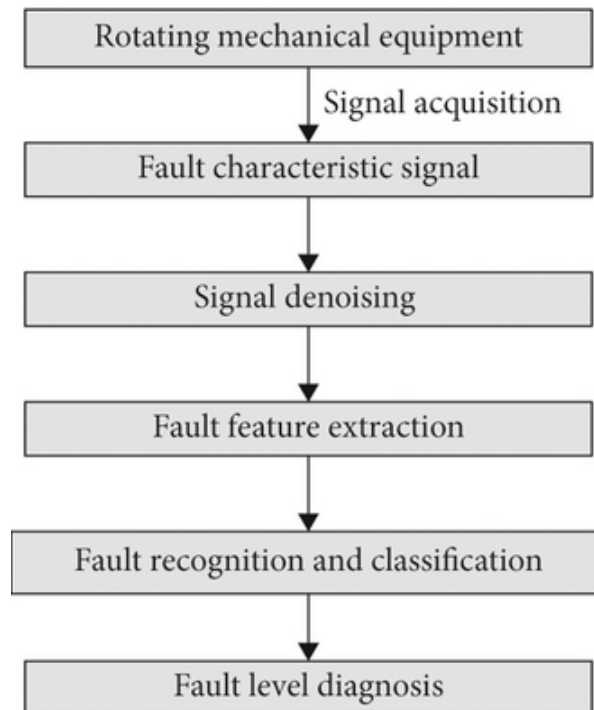 Rotating mechanical equipment
Signal acquisition
Fault characteristic signal
Signal denoising
Fault feature extraction
Fault recognition and classification
Fault level diagnosis